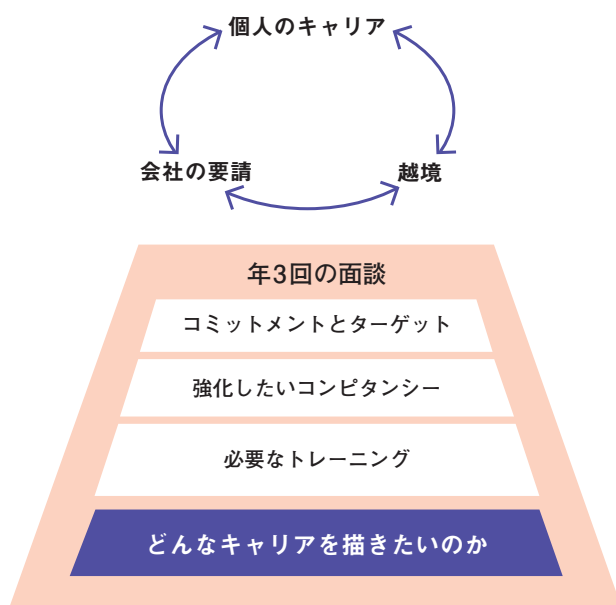 個人のキャリア
会社の要請
越境
年3回の面談
コミットメントとターゲット
強化したいコンピタンシー
必要なトレーニング
どんなキャリアを描きたいのか